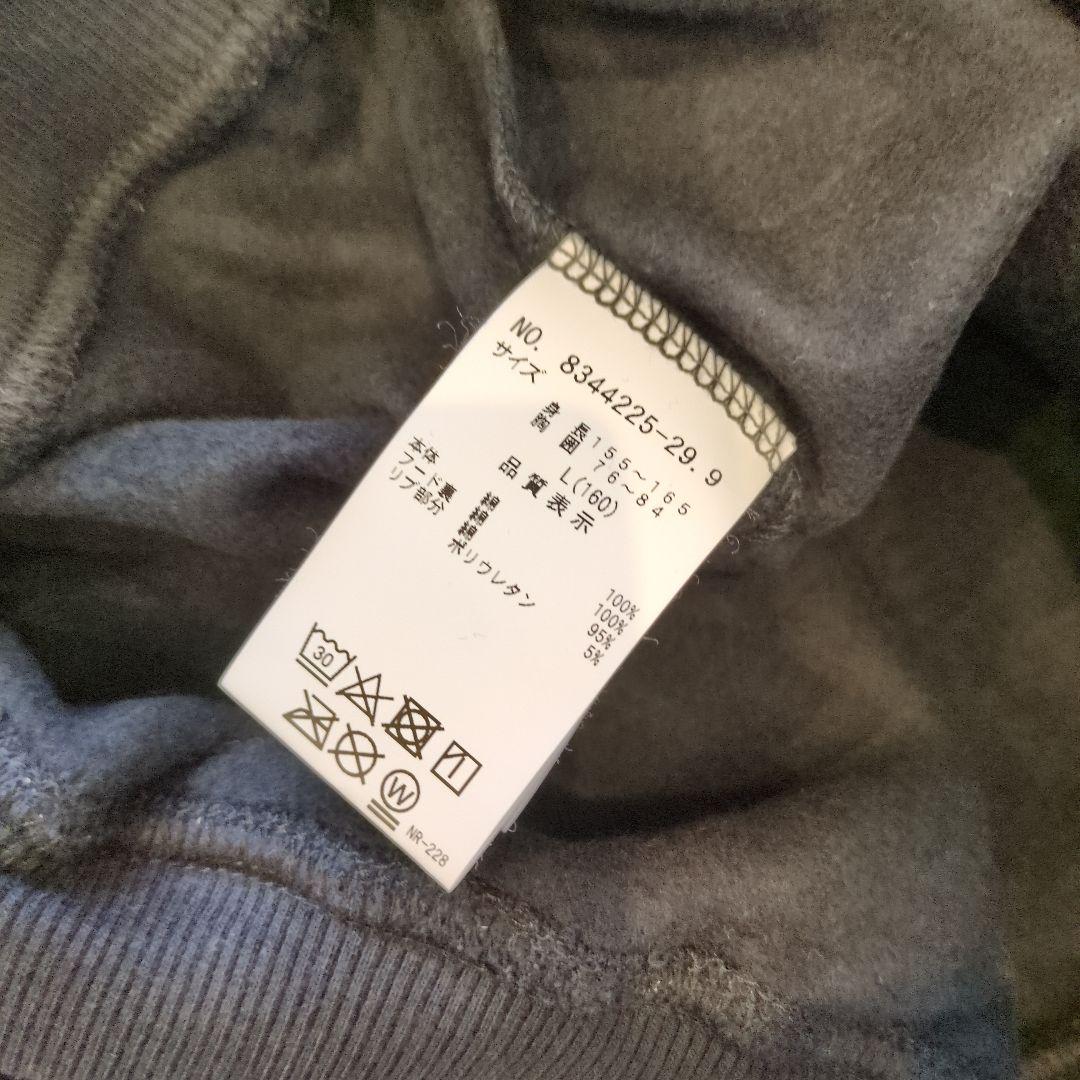 NO. 8344225-29.9
サイズ
身長 155～165
胸囲 76～84
L(160)
品質表示
本体 綿 100%
フード裏 綿 100%
リブ部分 綿 95%
ポリウレタン 5%
30
W
NR-228